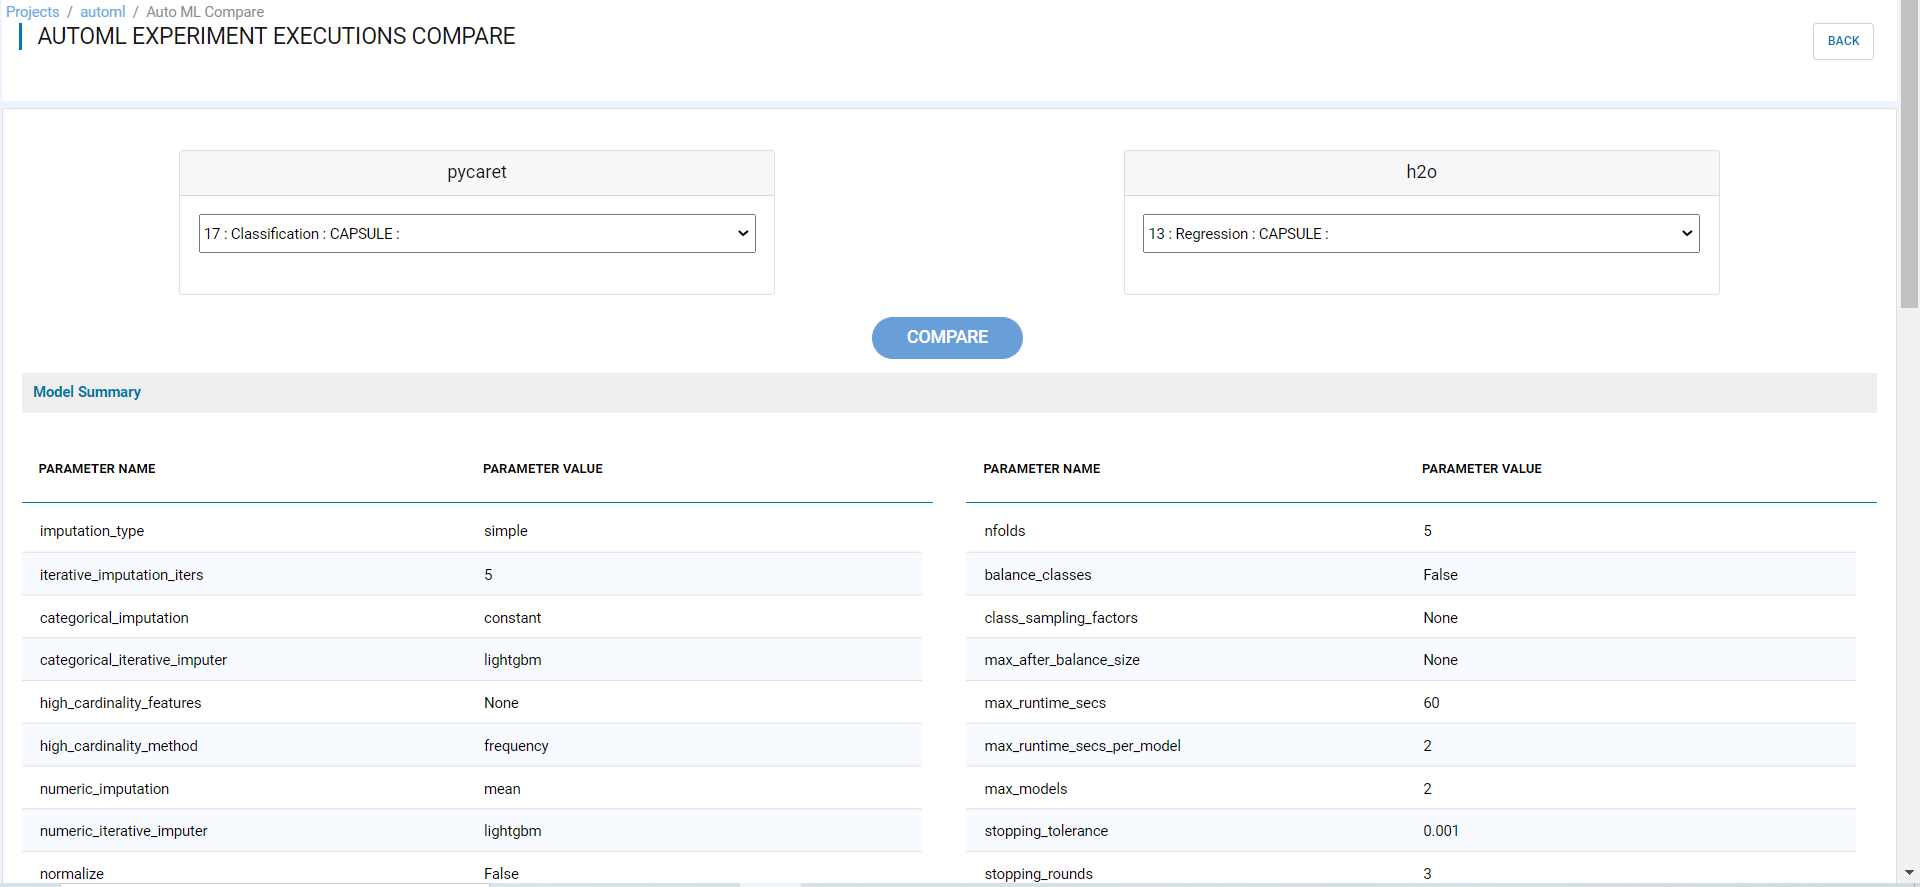 Projects / automl / Auto ML Compare
AUTOML EXPERIMENT EXECUTIONS COMPARE
BACK
pycaret
17 : Classification : CAPSULE :
h2o
13 : Regression : CAPSULE :
COMPARE
Model Summary
PARAMETER NAME PARAMETER VALUE
imputation_type simple
iterative_imputation_iters 5
categorical_imputation constant
categorical_iterative_imputer lightgbm
high_cardinality_features None
high_cardinality_method frequency
numeric_imputation mean
numeric_iterative_imputer lightgbm
normalize False
PARAMETER NAME PARAMETER VALUE
nfolds 5
balance_classes False
class_sampling_factors None
max_after_balance_size None
max_runtime_secs 60
max_runtime_secs_per_model 2
max_models 2
stopping_tolerance 0.001
stopping_rounds 3